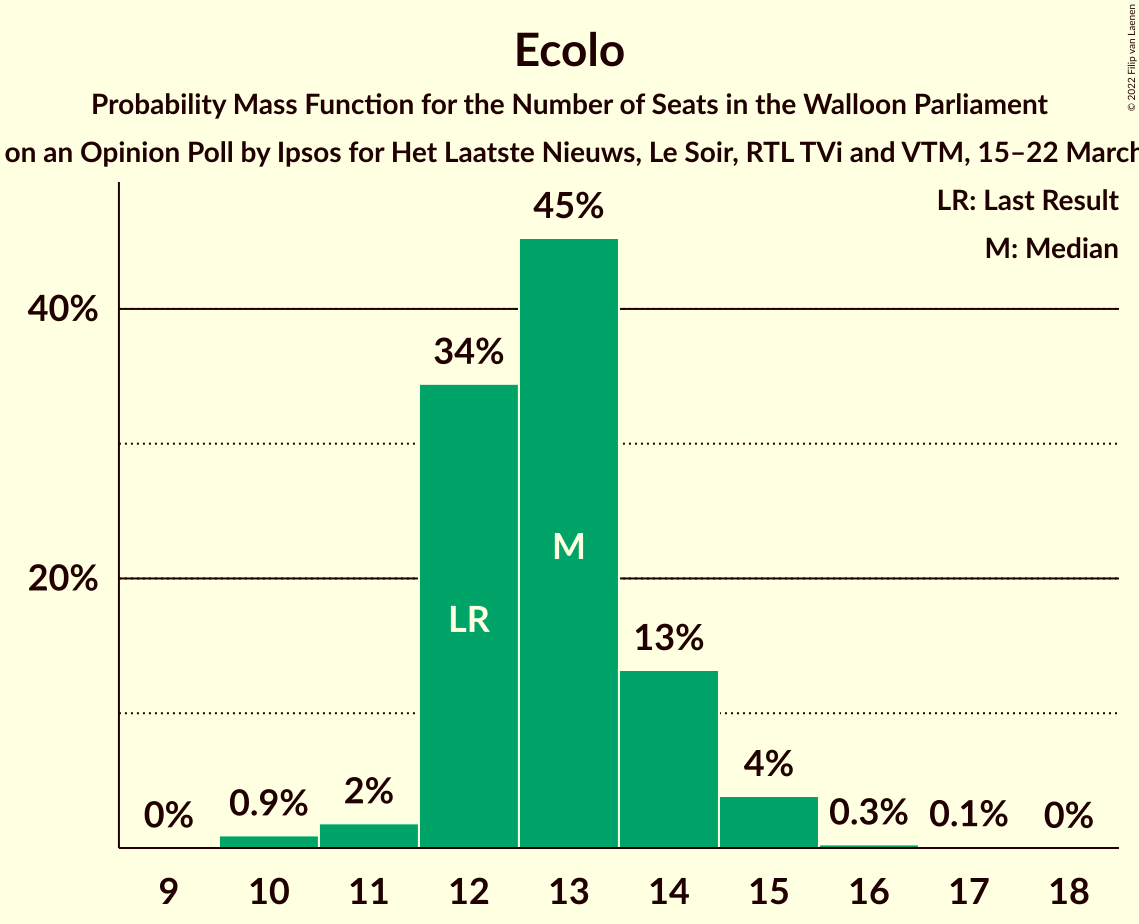 Ecolo
Probability Mass Function for the Number of Seats in the Walloon Parliament
on an Opinion Poll by Ipsos for Het Laatste Nieuws, Le Soir, RTL TVi and VTM, 15–22 March
© 2022 Filip van Laenen
LR: Last Result
M: Median
40%
20%
0%
0.9%
2%
34%
45%
13%
4%
0.3%
0.1%
0%
LR
M
9 10 11 12 13 14 15 16 17 18